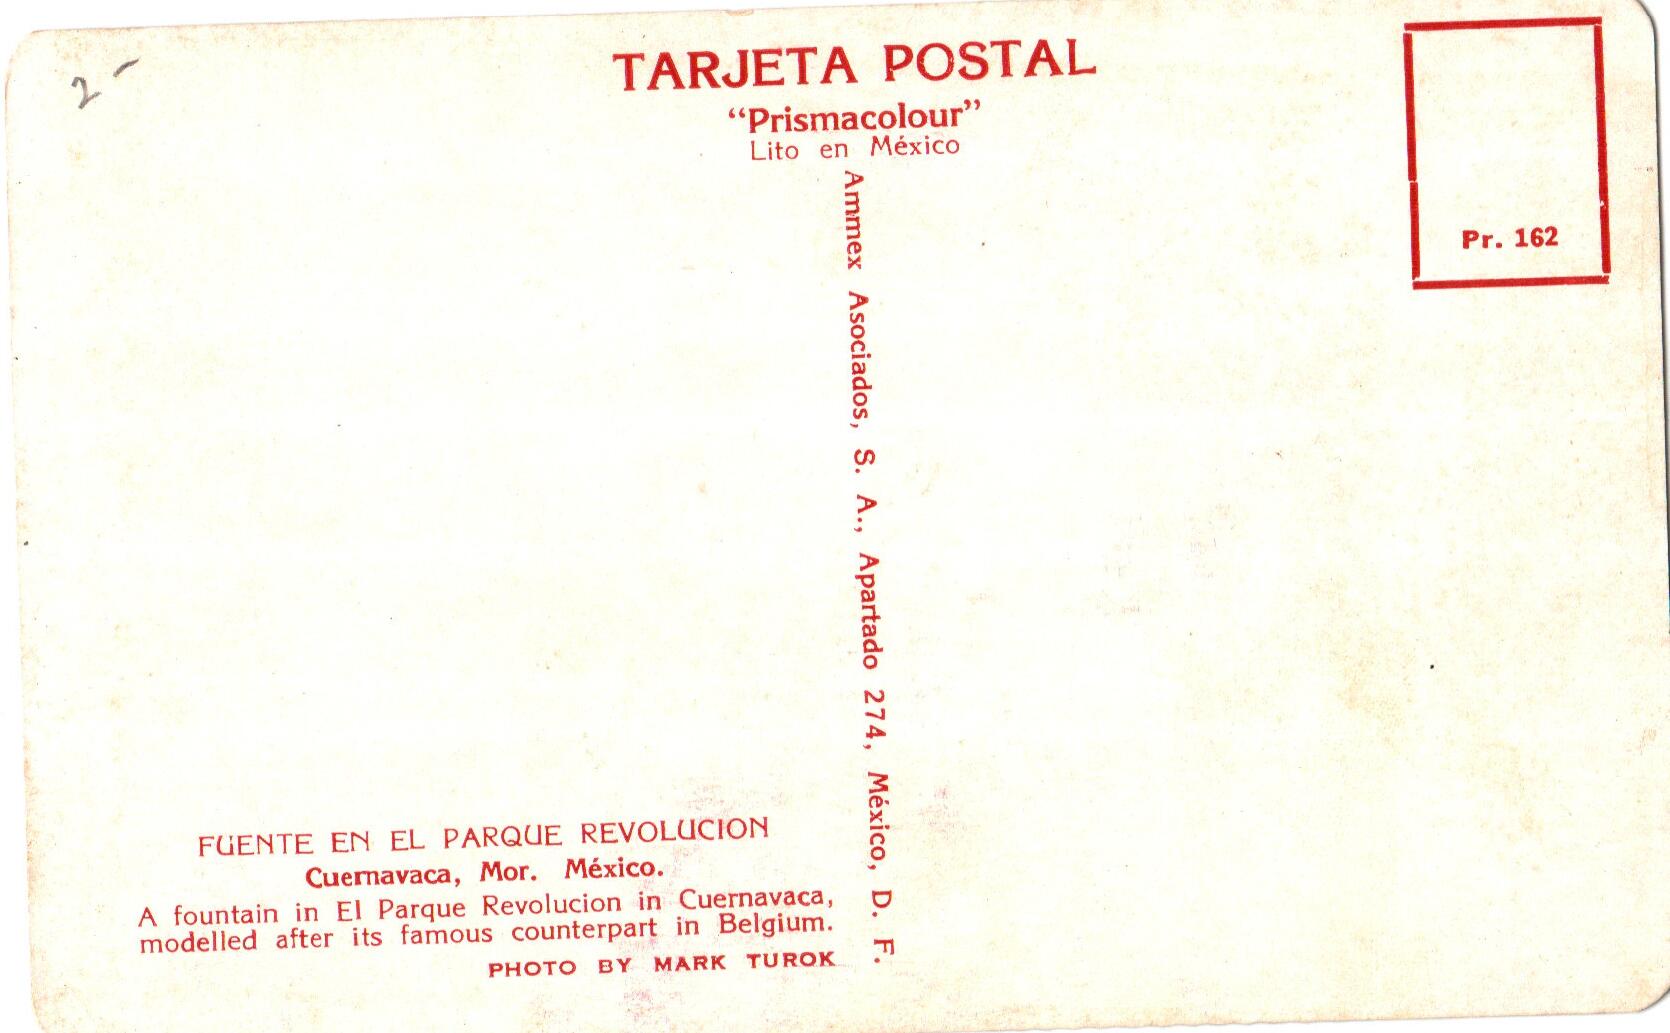 2-
TARJETA POSTAL
"Prismacolour"
Lito en México
Pr. 162
Ammex Asociados, S. A., Apartado 274, México, D. F.
FUENTE EN EL PARQUE REVOLUCION
Cuernavaca, Mor. México.
A fountain in El Parque Revolucion in Cuernavaca,
modelled after its famous counterpart in Belgium.
PHOTO BY MARK TUROK